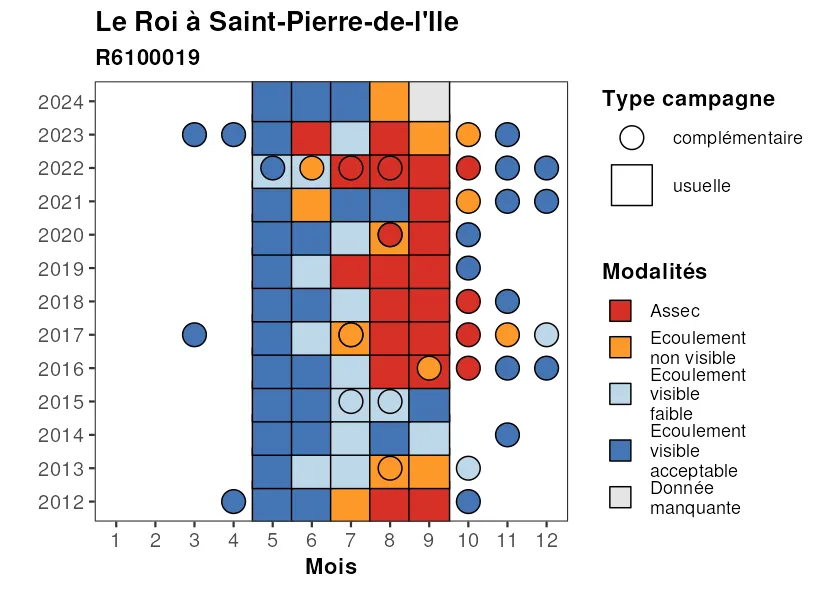 Le Roi à Saint-Pierre-de-l'Ile
R6100019
2024
2023
2022
2021
2020
2019
2018
2017
2016
2015
2014
2013
2012
1 2 3 4 5 6 7 8 9 10 11 12
Mois
Type campagne
complémentaire
usuelle
Modalités
Assec
Ecoulement
non visible
Ecoulement
visible
faible
Ecoulement
visible
acceptable
Donnée
manquante